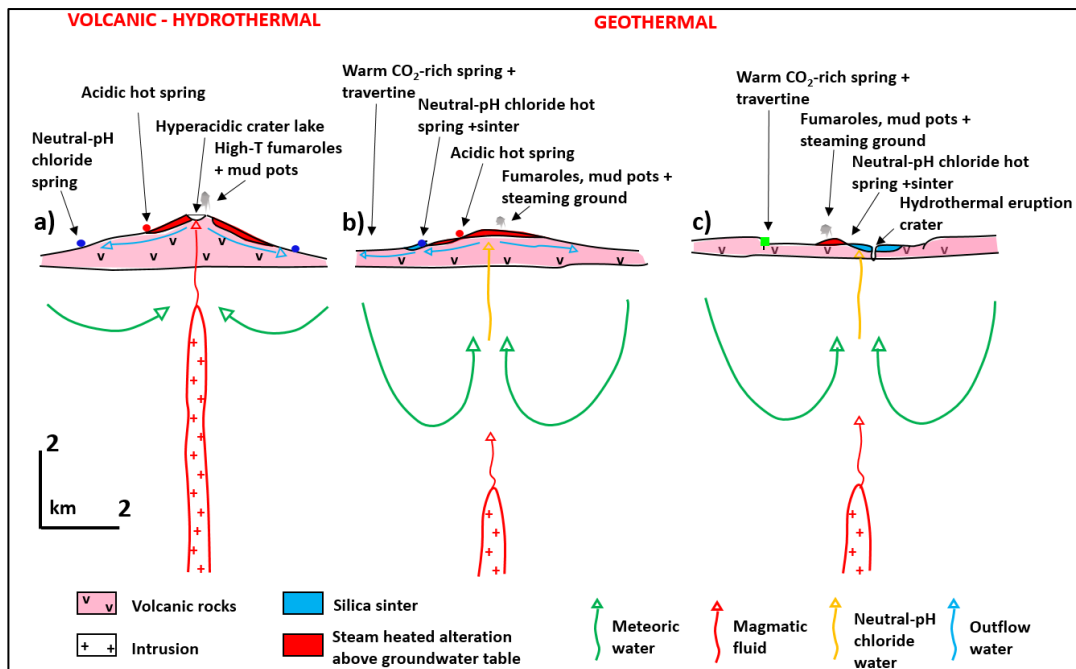 VOLCANIC - HYDROTHERMAL
GEOTHERMAL
a)
Neutral-pH
chloride
spring
Acidic hot spring
Hyperacidic crater lake
High-T fumaroles
+ mud pots
v
v
v
v
v
b)
Warm CO₂-rich spring +
travertine
Neutral-pH chloride hot
spring +sinter
Acidic hot spring
Fumaroles, mud pots +
steaming ground
v
v
v
v
v
v
c)
Warm CO₂-rich spring +
travertine
Fumaroles, mud pots +
steaming ground
Neutral-pH chloride hot
spring +sinter
Hydrothermal eruption
crater
v
v
v
v
v
v
2
km
2
v
v
Volcanic rocks
Intrusion
Silica sinter
Steam heated alteration
above groundwater table
Meteoric
water
Magmatic
fluid
Neutral-pH
chloride
water
Outflow
water